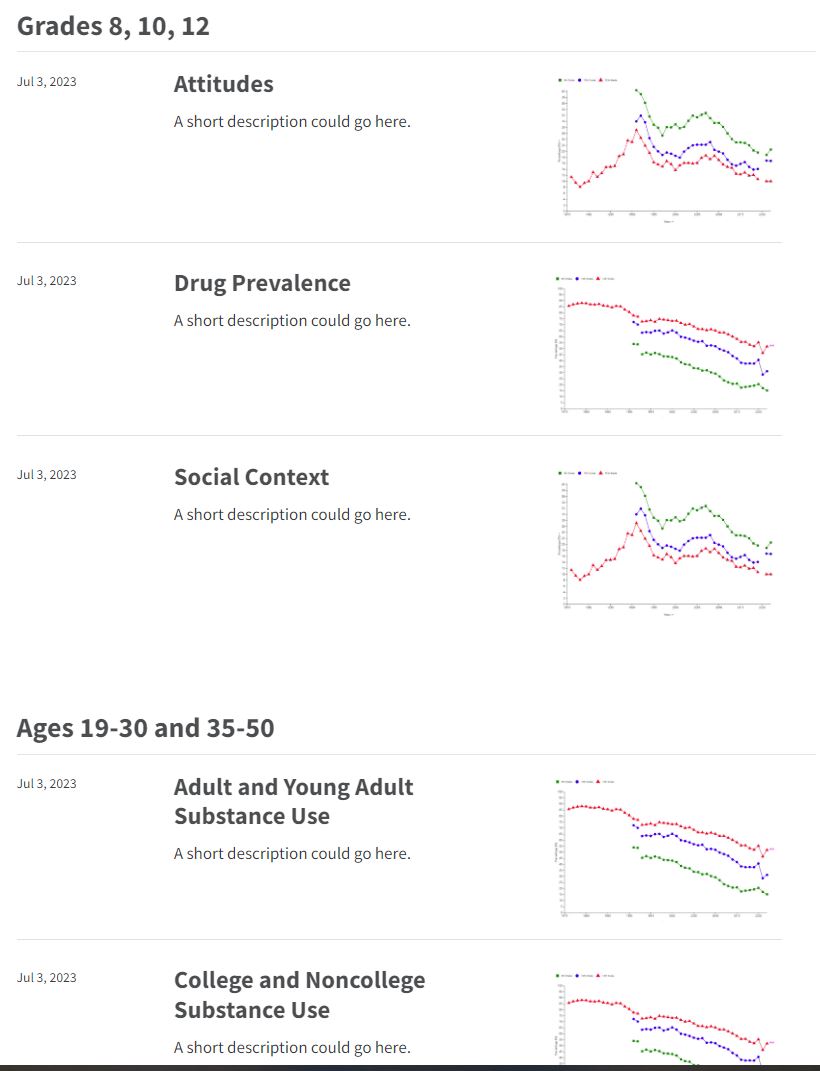 Grades 8, 10, 12
Jul 3, 2023
Attitudes
A short description could go here.
Jul 3, 2023
Drug Prevalence
A short description could go here.
Jul 3, 2023
Social Context
A short description could go here.
Ages 19-30 and 35-50
Jul 3, 2023
Adult and Young Adult
Substance Use
A short description could go here.
Jul 3, 2023
College and Noncollege
Substance Use
A short description could go here.